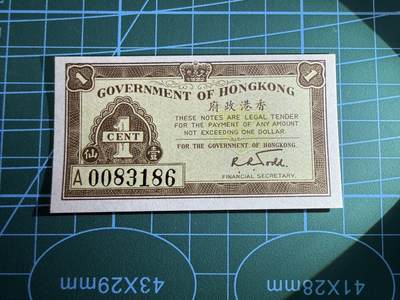 1 1
GOVERNMENT OF HONGKONG
府政港香
THESE NOTES ARE LEGAL TENDER
FOR THE PAYMENT OF ANY AMOUNT
NOT EXCEEDING ONE DOLLAR.
FOR THE GOVERNMENT OF HONGKONG.
1
CENT
仙 壹
A 0083186
R.R. Todd.
FINANCIAL SECRETARY.
43X29mm
41X28mm